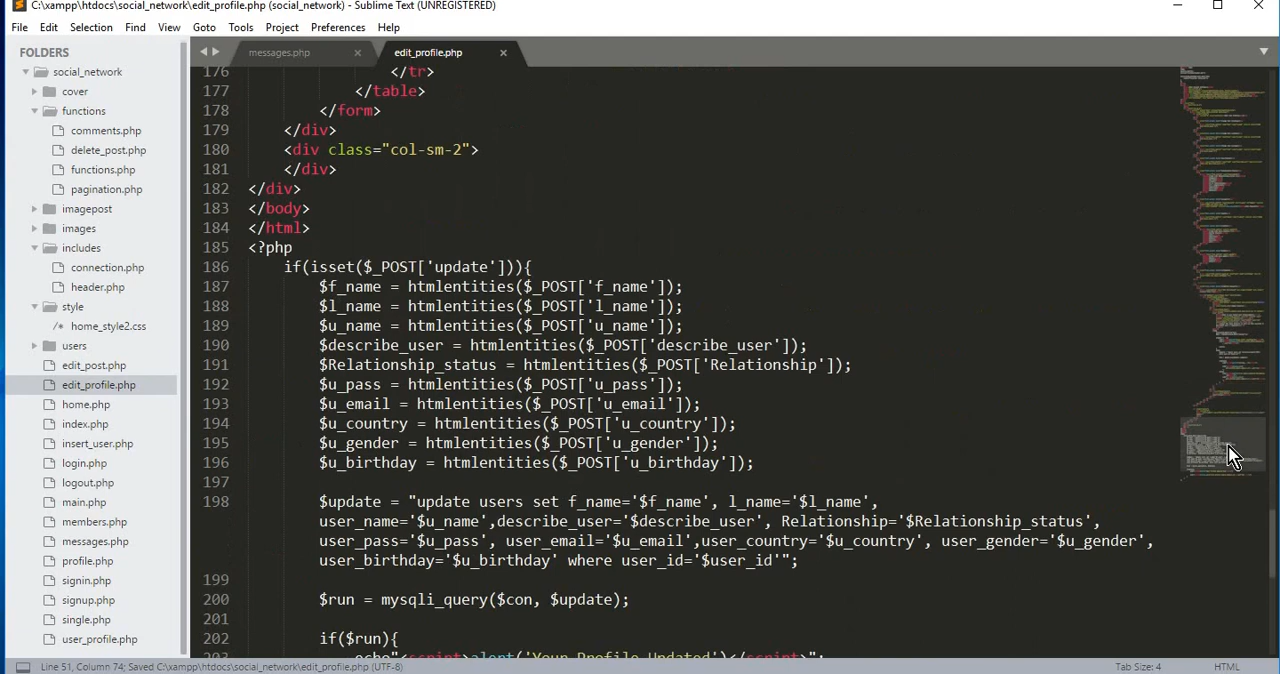 C:\xampp\htdocs\social_network\edit_profile.php (social_network) - Sublime Text (UNREGISTERED)
File Edit Selection Find View Goto Tools Project Preferences Help
FOLDERS
social_network
cover
functions
comments.php
delete_post.php
functions.php
pagination.php
imagepost
images
includes
connection.php
header.php
style
/* home_style2.css
users
edit_post.php
edit_profile.php
home.php
index.php
insert_user.php
login.php
logout.php
main.php
members.php
messages.php
profile.php
signin.php
signup.php
single.php
user_profile.php
messages.php × edit_profile.php ×
176 </tr>
177 </table>
178 </form>
179 </div>
180 <div class="col-sm-2">
181 </div>
182 </div>
183 </body>
184 </html>
185 <?php
186 if(isset($_POST['update'])){
187 $f_name = htmlentities($_POST['f_name']);
188 $l_name = htmlentities($_POST['l_name']);
189 $u_name = htmlentities($_POST['u_name']);
190 $describe_user = htmlentities($_POST['describe_user']);
191 $Relationship_status = htmlentities($_POST['Relationship']);
192 $u_pass = htmlentities($_POST['u_pass']);
193 $u_email = htmlentities($_POST['u_email']);
194 $u_country = htmlentities($_POST['u_country']);
195 $u_gender = htmlentities($_POST['u_gender']);
196 $u_birthday = htmlentities($_POST['u_birthday']);
197
198 $update = "update users set f_name='$f_name', l_name='$l_name',
user_name='$u_name',describe_user='$describe_user', Relationship='$Relationship_status',
user_pass='$u_pass', user_email='$u_email',user_country='$u_country', user_gender='$u_gender',
user_birthday='$u_birthday' where user_id='$user_id'";
199
200 $run = mysqli_query($con, $update);
201
202 if($run){
203 echo"<script>alert('Your Profile Updated')</script>";
Line 51, Column 74; Saved C:\xampp\htdocs\social_network\edit_profile.php (UTF-8) Tab Size: 4 HTML